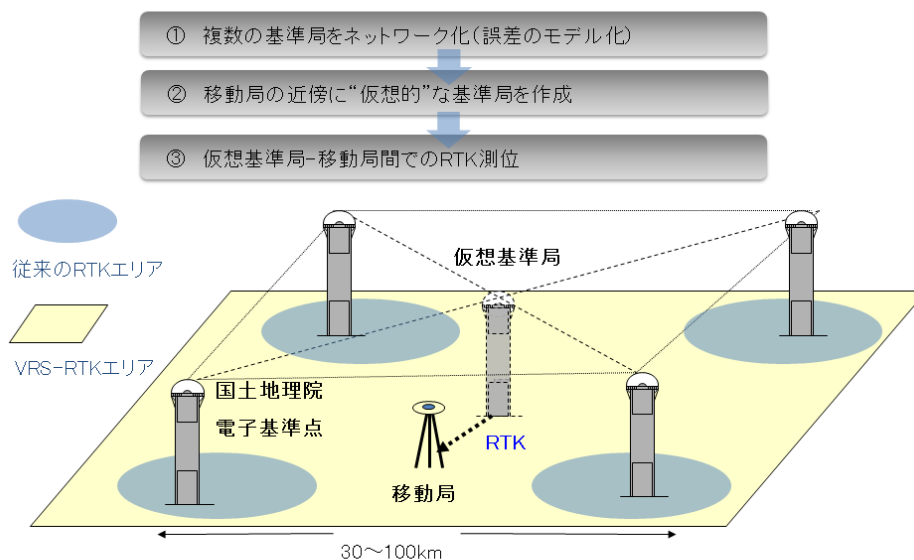 ① 複数の基準局をネットワーク化(誤差のモデル化)
② 移動局の近傍に“仮想的”な基準局を作成
③ 仮想基準局-移動局間でのRTK測位
従来のRTKエリア
VRS-RTKエリア
仮想基準局
国土地理院
電子基準点
RTK
移動局
30~100km